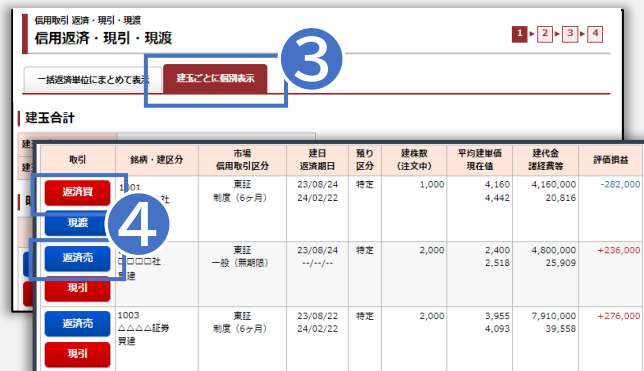 信用取引 返済・現引・現渡
信用返済・現引・現渡
1 2 3 4
一括返済単位にまとめて表示
建玉ごとに個別表示
3
建玉合計
取引 銘柄・建区分 市場 信用取引区分 建日 返済期日 預り区分 建株数(注文中) 平均建単価 現在値 建代金 諸経費等 評価損益
返済買 1001 東証 23/08/24 特定 1,000 4,160 4,160,000 -282,000
社 制度(6ヶ月) 24/02/22 4,442 20,816
現渡
4
返済売 東証 23/08/24 特定 2,000 2,400 4,800,000 +236,000
□□□社 一般(無期限) --/--/-- 2,518 25,909
現引 買建
返済売 1003 東証 23/08/22 特定 2,000 3,955 7,910,000 +276,000
△△△△証券 制度(6ヶ月) 24/02/22 4,093 39,558
買建
現引